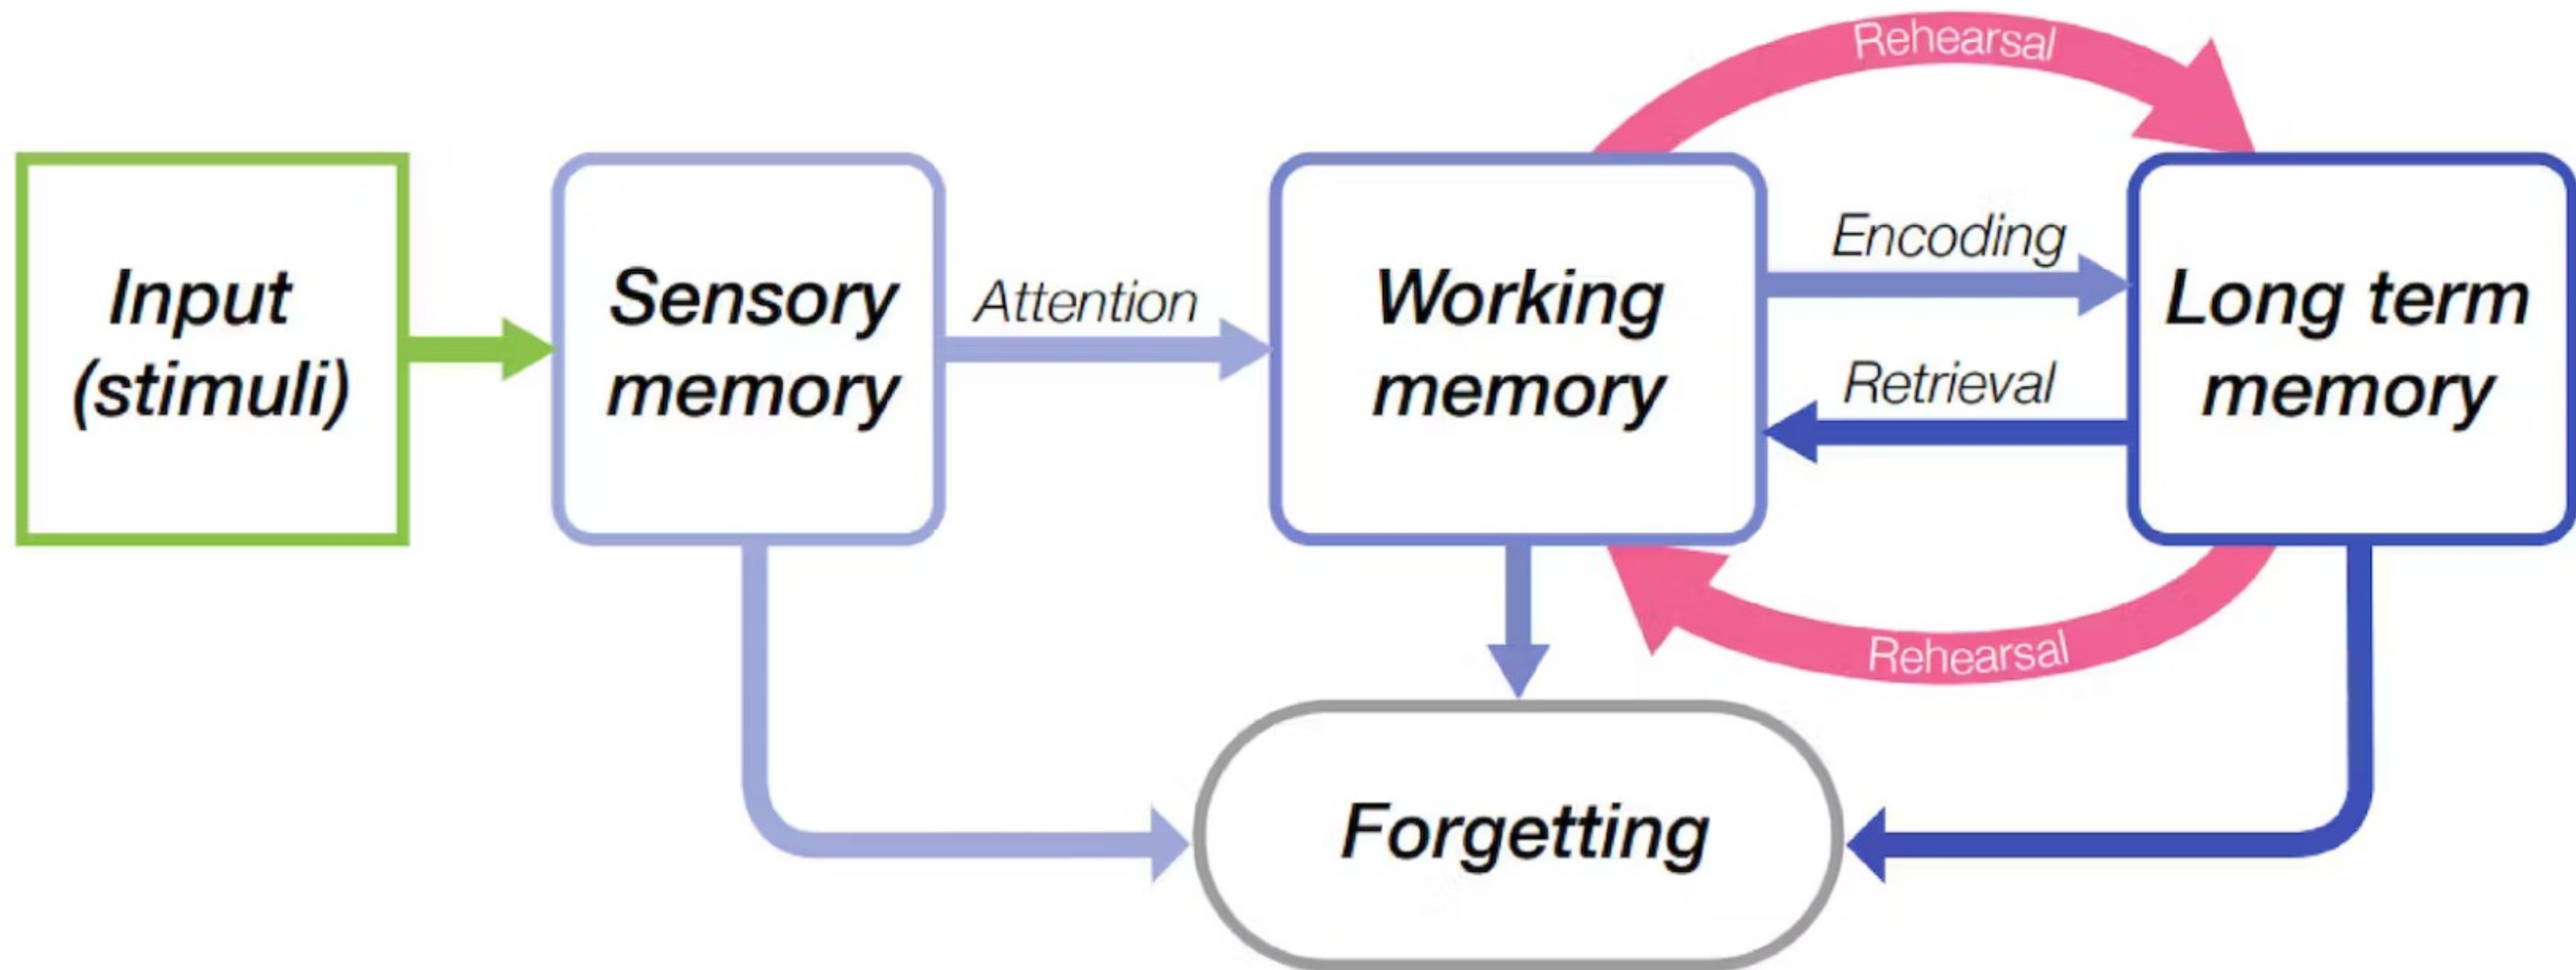 Rehearsal
Input
(stimuli)
Sensory
memory
Attention
Working
memory
Encoding
Retrieval
Long term
memory
Rehearsal
Forgetting